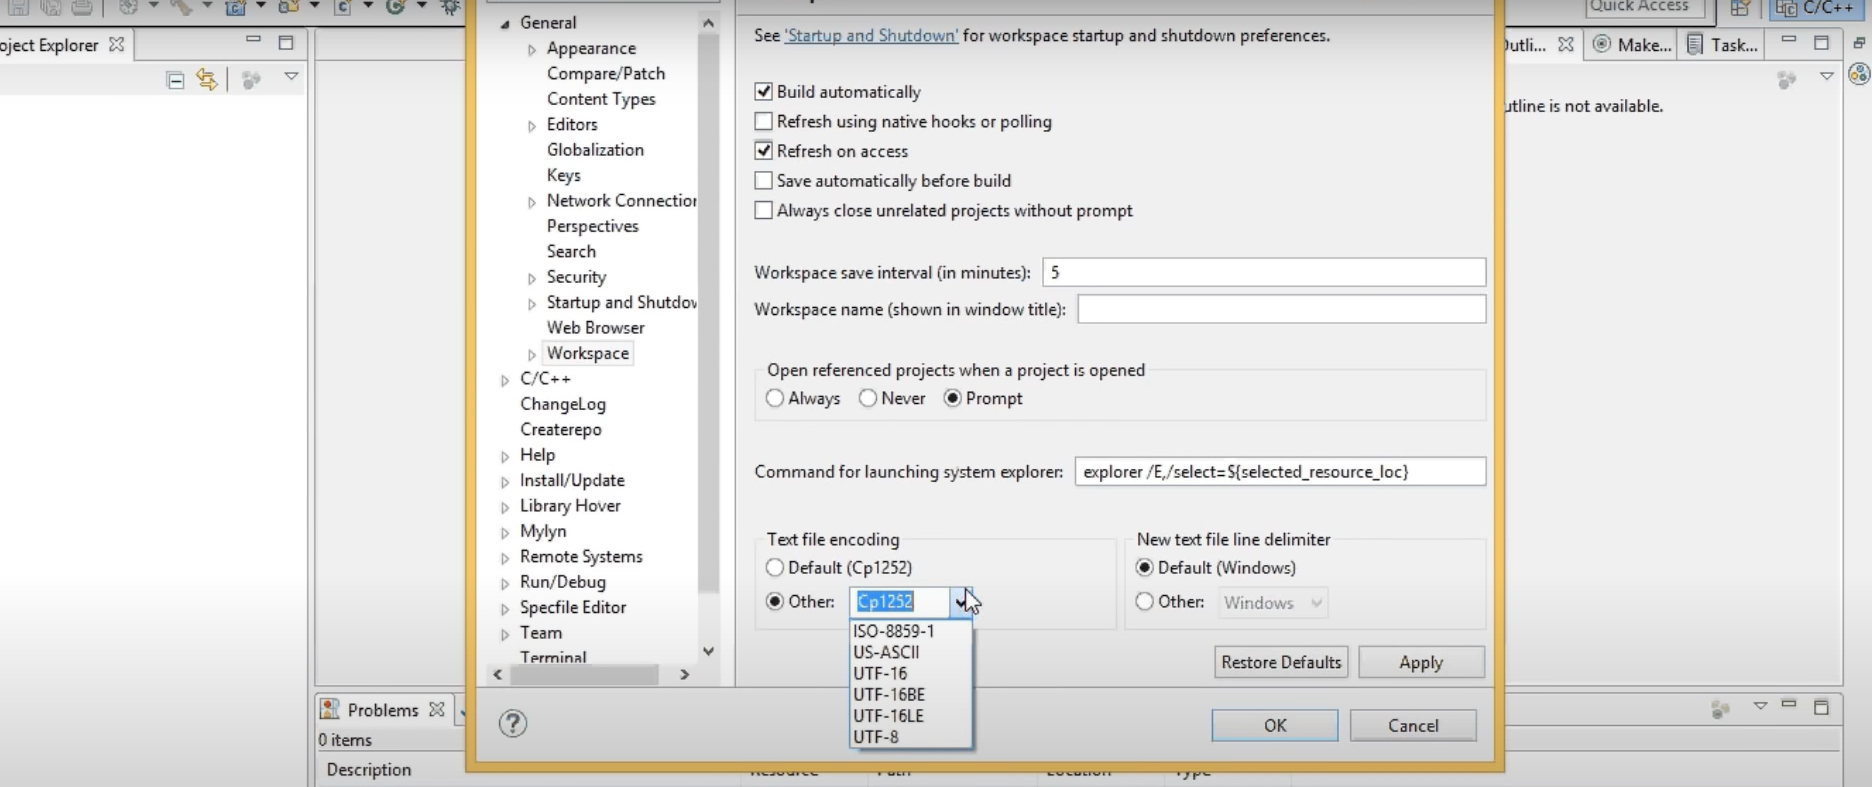 Quick Access
C/C++
oject Explorer
General
Appearance
Compare/Patch
Content Types
Editors
Globalization
Keys
Network Connection
Perspectives
Search
Security
Startup and Shutdow
Web Browser
Workspace
C/C++
ChangeLog
Createrepo
Help
Install/Update
Library Hover
Mylyn
Remote Systems
Run/Debug
Specfile Editor
Team
Terminal
See 'Startup and Shutdown' for workspace startup and shutdown preferences.
Build automatically
Refresh using native hooks or polling
Refresh on access
Save automatically before build
Always close unrelated projects without prompt
Workspace save interval (in minutes): 5
Workspace name (shown in window title):
Open referenced projects when a project is opened
Always Never Prompt
Command for launching system explorer: explorer /E,/select=${selected_resource_loc}
Text file encoding
Default (Cp1252)
Other: Cp1252
ISO-8859-1
US-ASCII
UTF-16
UTF-16BE
UTF-16LE
UTF-8
New text file line delimiter
Default (Windows)
Other: Windows
Restore Defaults Apply
OK Cancel
Outli... Make... Task...
utline is not available.
Problems
0 items
Description Resource Path Location Type